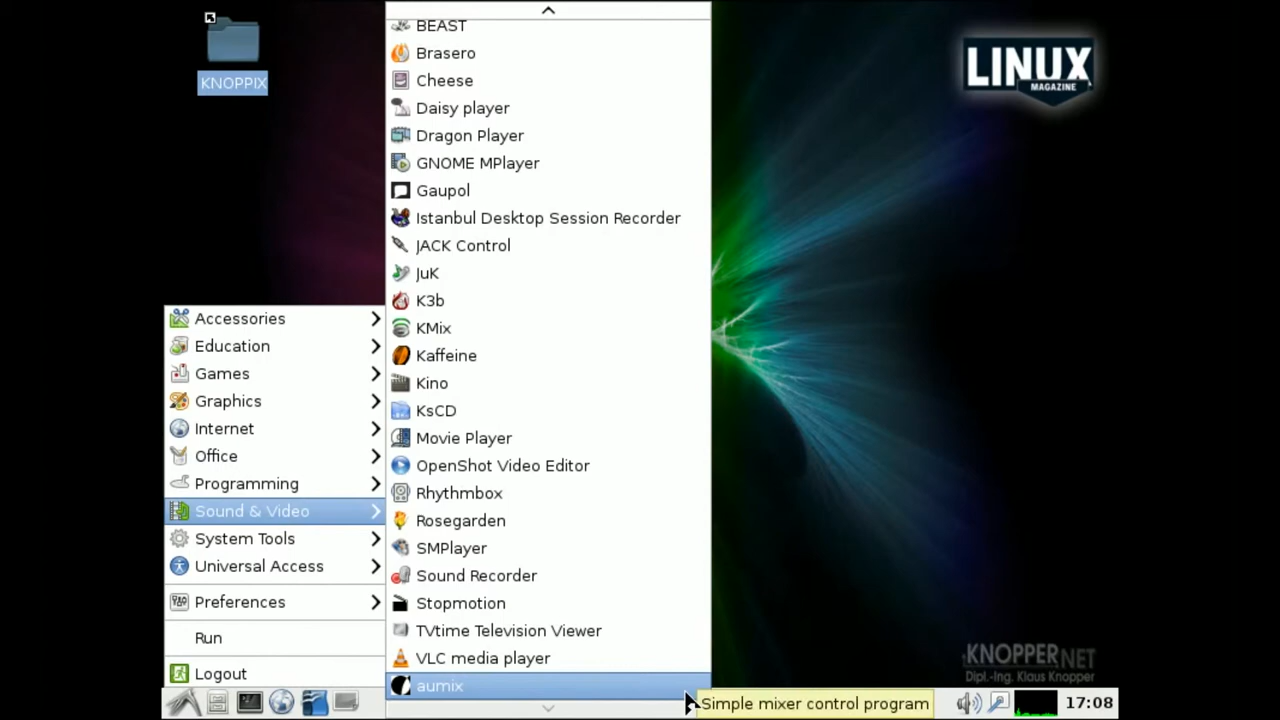 KNOPPIX
LINUX
MAGAZINE
BEAST
Brasero
Cheese
Daisy player
Dragon Player
GNOME MPlayer
Gaupol
Istanbul Desktop Session Recorder
JACK Control
JuK
K3b
KMix
Kaffeine
Kino
KsCD
Movie Player
OpenShot Video Editor
Rhythmbox
Rosegarden
SMPlayer
Sound Recorder
Stopmotion
TVtime Television Viewer
VLC media player
aumix
Accessories
Education
Games
Graphics
Internet
Office
Programming
Sound & Video
System Tools
Universal Access
Preferences
Run
Logout
KNOPPER.NET
Dipl.-Ing. Klaus Knopper
Simple mixer control program
17:08